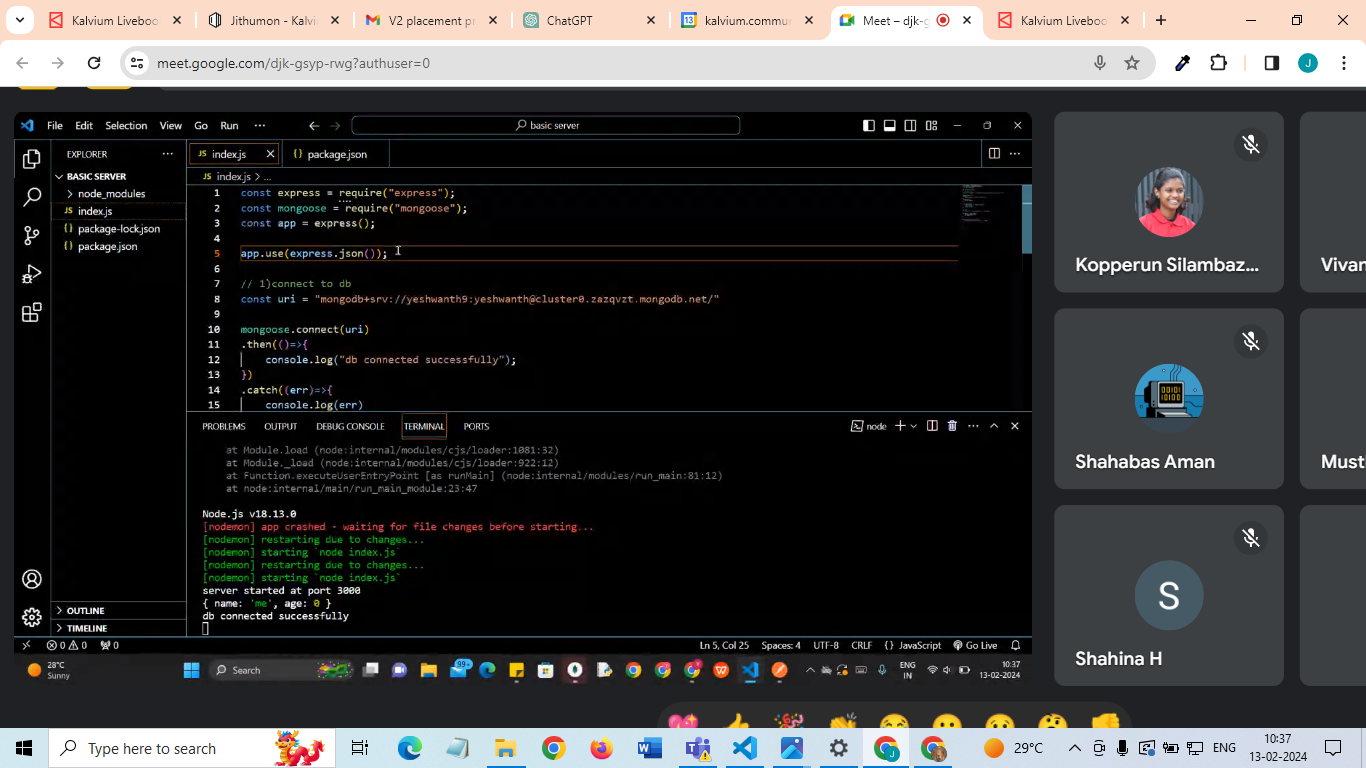 Kalvium Liveboo
Jithumon - Kalvi
M V2 placement pr
ChatGPT
kalvium.commun
Meet – djk-g
Kalvium Liveboo
meet.google.com/djk-gsyp-rwg?authuser=0
J
File Edit Selection View Go Run ···
basic server
EXPLORER
JS index.js
{} package.json
BASIC SERVER
node_modules
JS index.js
{} package-lock.json
{} package.json
JS index.js > ...
1 const express = require("express");
2 const mongoose = require("mongoose");
3 const app = express();
4
5 app.use(express.json());
6
7 // 1)connect to db
8 const uri = "mongodb+srv://yeshwanth9:yeshwanth@cluster0.zazqvzt.mongodb.net/"
9
10 mongoose.connect(uri)
11 .then(()=>{
12 console.log("db connected successfully");
13 })
14 .catch((err)=>{
15 console.log(err)
PROBLEMS OUTPUT DEBUG CONSOLE TERMINAL PORTS
node
at Module.load (node:internal/modules/cjs/loader:1081:32)
at Module._load (node:internal/modules/cjs/loader:922:12)
at Function.executeUserEntryPoint [as runMain] (node:internal/modules/run_main:81:12)
at node:internal/main/run_main_module:23:47
Node.js v18.13.0
[nodemon] app crashed - waiting for file changes before starting...
[nodemon] restarting due to changes...
[nodemon] starting `node index.js`
[nodemon] restarting due to changes...
[nodemon] starting `node index.js`
server started at port 3000
{ name: 'me', age: 0 }
db connected successfully
OUTLINE
TIMELINE
0 0 0
Ln 5, Col 25 Spaces: 4 UTF-8 CRLF {} JavaScript Go Live
28°C
Sunny
Search
99+
ENG
IN
10:37
13-02-2024
Kopperun Silambaz...
Vivan
Shahabas Aman
Must
S
Shahina H
Type here to search
29°C
ENG
10:37
13-02-2024